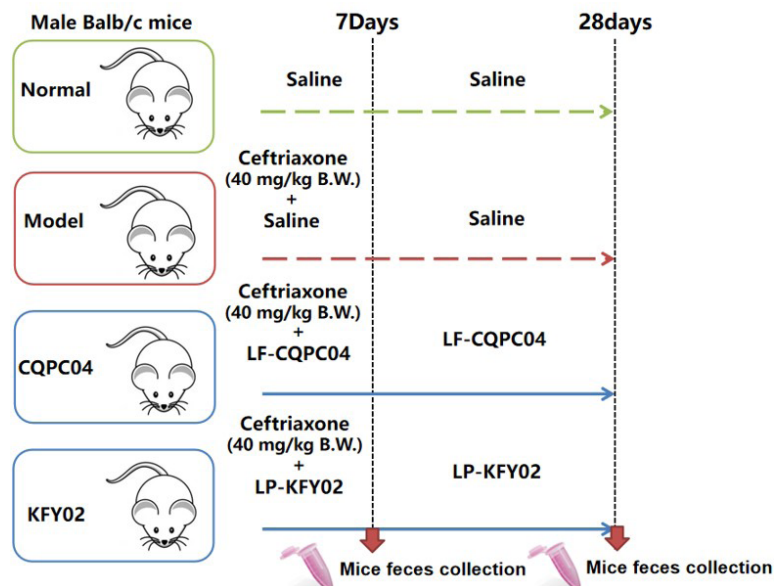 Male Balb/c mice
7Days
28days
Normal
Saline
Saline
Model
Ceftriaxone
(40 mg/kg B.W.)
+
Saline
Saline
CQPC04
Ceftriaxone
(40 mg/kg B.W.)
+
LF-CQPC04
LF-CQPC04
KFY02
Ceftriaxone
(40 mg/kg B.W.)
+
LP-KFY02
LP-KFY02
Mice feces collection
Mice feces collection